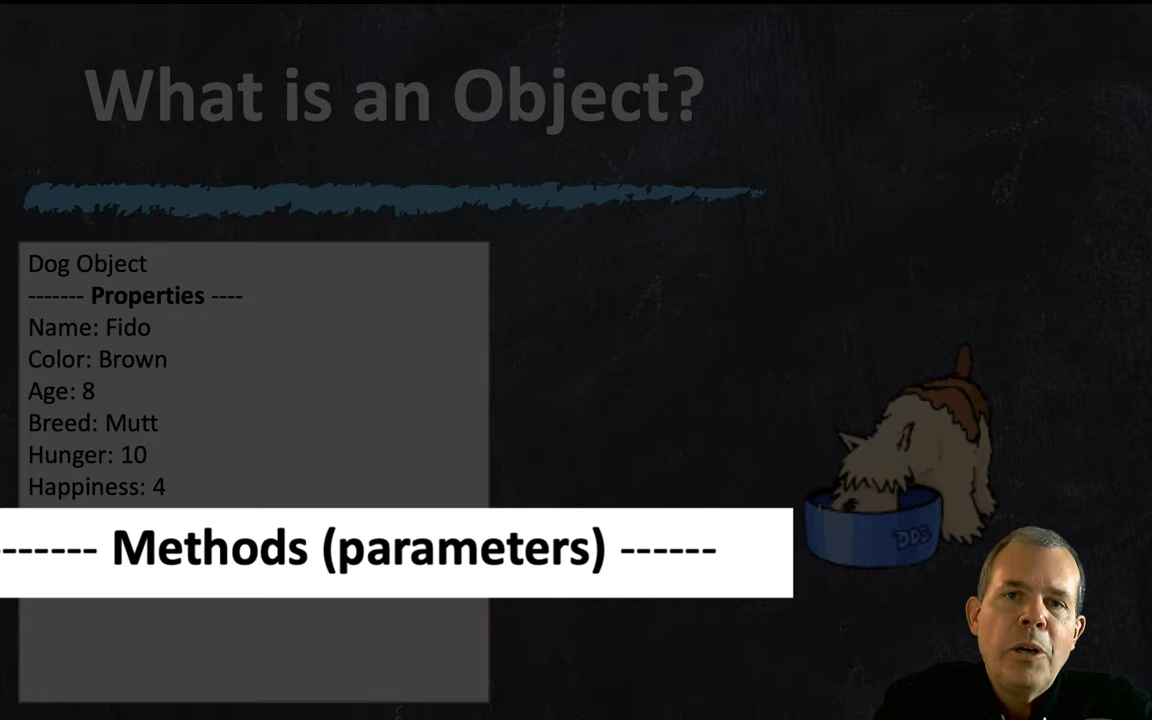 What is an Object?
Dog Object
------- Properties ----
Name: Fido
Color: Brown
Age: 8
Breed: Mutt
Hunger: 10
Happiness: 4
------- Methods (parameters) ------
DOG